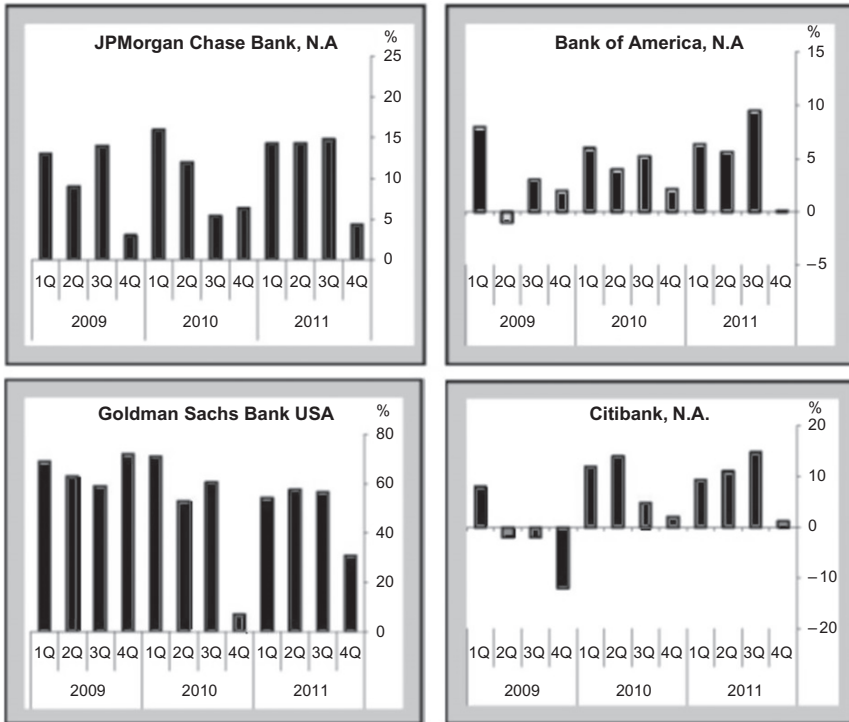 JPMorgan Chase Bank, N.A
%
25
20
15
10
5
0
1Q 2Q 3Q 4Q 1Q 2Q 3Q 4Q 1Q 2Q 3Q 4Q
2009 2010 2011
Bank of America, N.A
%
15
10
5
0
−5
1Q 2Q 3Q 4Q 1Q 2Q 3Q 4Q 1Q 2Q 3Q 4Q
2009 2010 2011
Goldman Sachs Bank USA
%
80
60
40
20
0
1Q 2Q 3Q 4Q 1Q 2Q 3Q 4Q 1Q 2Q 3Q 4Q
2009 2010 2011
Citibank, N.A.
%
20
10
0
−10
−20
1Q 2Q 3Q 4Q 1Q 2Q 3Q 4Q 1Q 2Q 3Q 4Q
2009 2010 2011